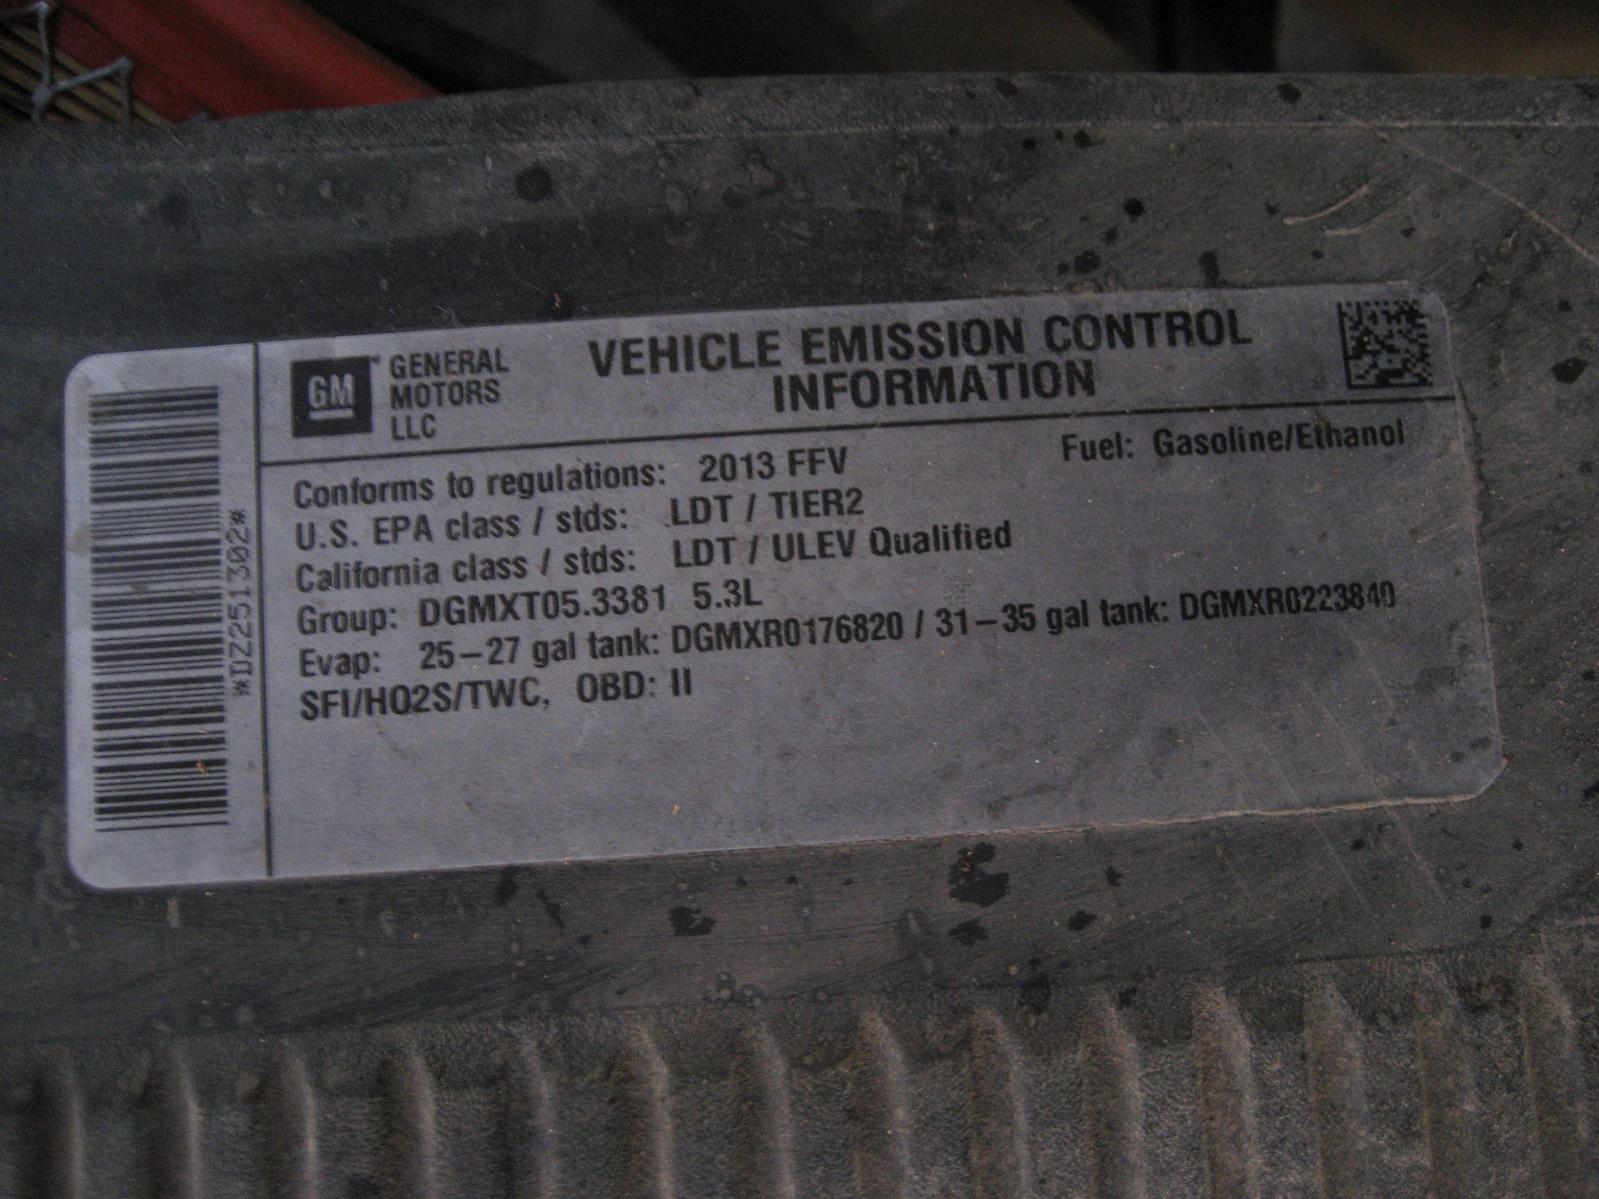 GM
™ GENERAL
MOTORS
LLC
VEHICLE EMISSION CONTROL
INFORMATION
Conforms to regulations: 2013 FFV
Fuel: Gasoline/Ethanol
U.S. EPA class / stds: LDT / TIER2
California class / stds: LDT / ULEV Qualified
Group: DGMXT05.3381 5.3L
Evap: 25-27 gal tank: DGMXR0176820 / 31-35 gal tank: DGMXR0223840
SFI/HO2S/TWC, OBD: II
*DZ251302*